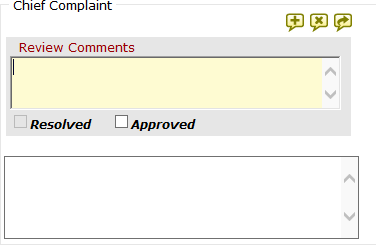 Chief Complaint
Review Comments
Resolved Approved